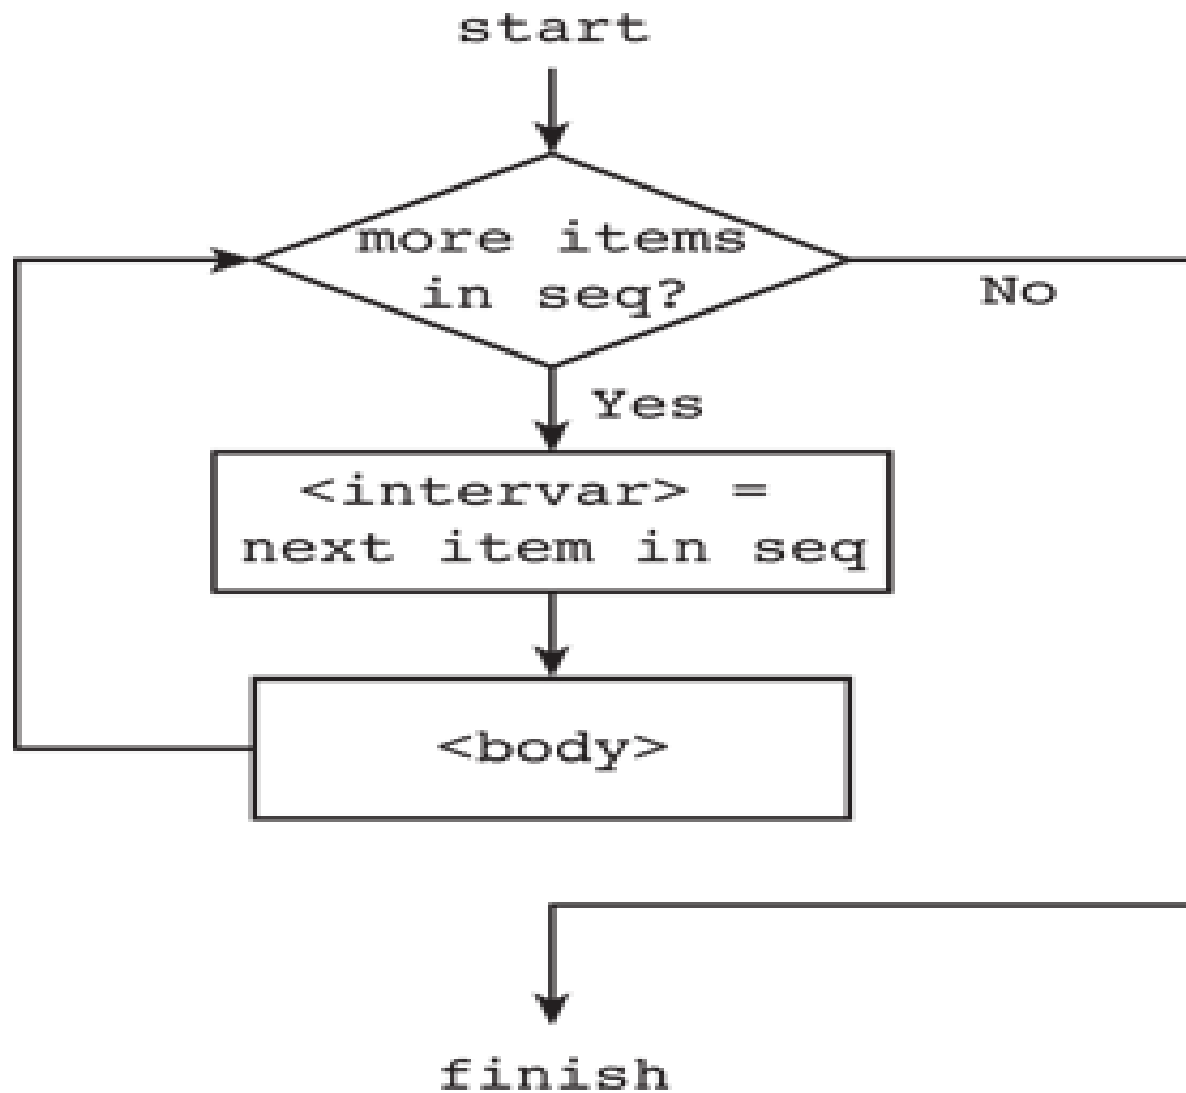 start
more items
in seq?
No
Yes
<intervar> =
next item in seq
<body>
finish